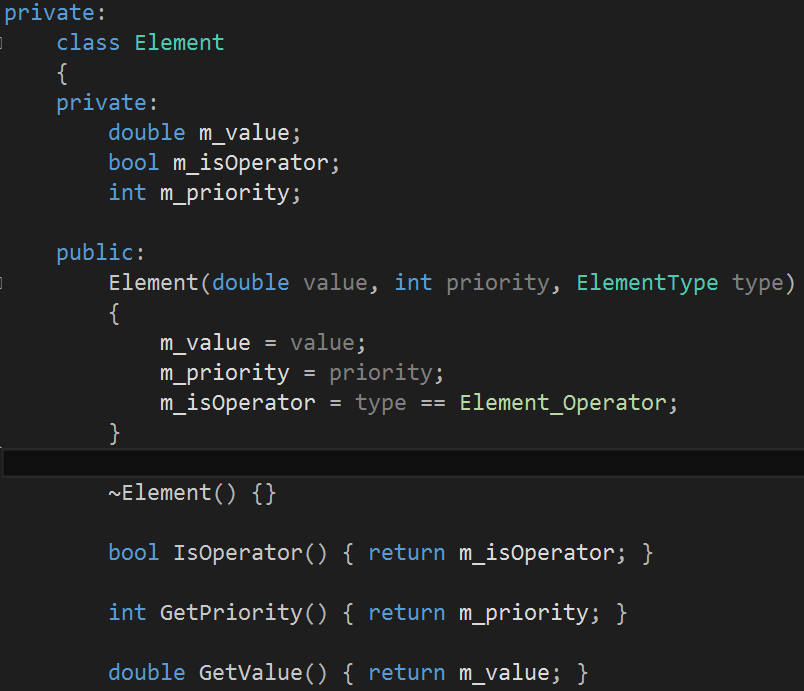 private:
    class Element
    {
    private:
        double m_value;
        bool m_isOperator;
        int m_priority;

    public:
        Element(double value, int priority, ElementType type)
        {
            m_value = value;
            m_priority = priority;
            m_isOperator = type == Element_Operator;
        }

        ~Element() {}

        bool IsOperator() { return m_isOperator; }

        int GetPriority() { return m_priority; }

        double GetValue() { return m_value; }